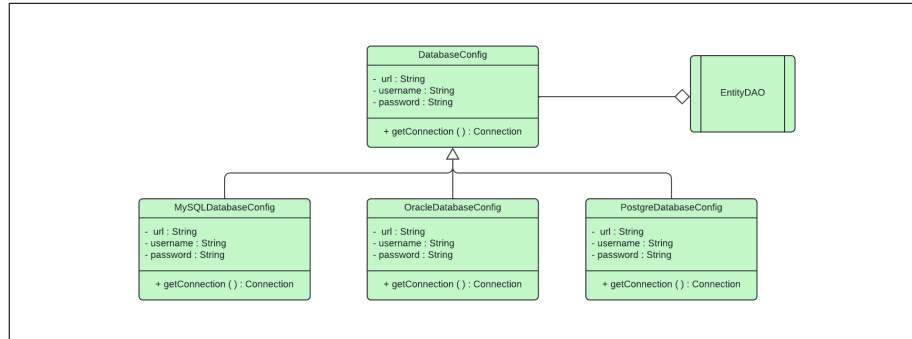 DatabaseConfig
- url : String
- username : String
- password : String
+ getConnection ( ) : Connection
EntityDAO
MySQLDatabaseConfig
- url : String
- username : String
- password : String
+ getConnection ( ) : Connection
OracleDatabaseConfig
- url : String
- username : String
- password : String
+ getConnection ( ) : Connection
PostgreDatabaseConfig
- url : String
- username : String
- password : String
+ getConnection ( ) : Connection